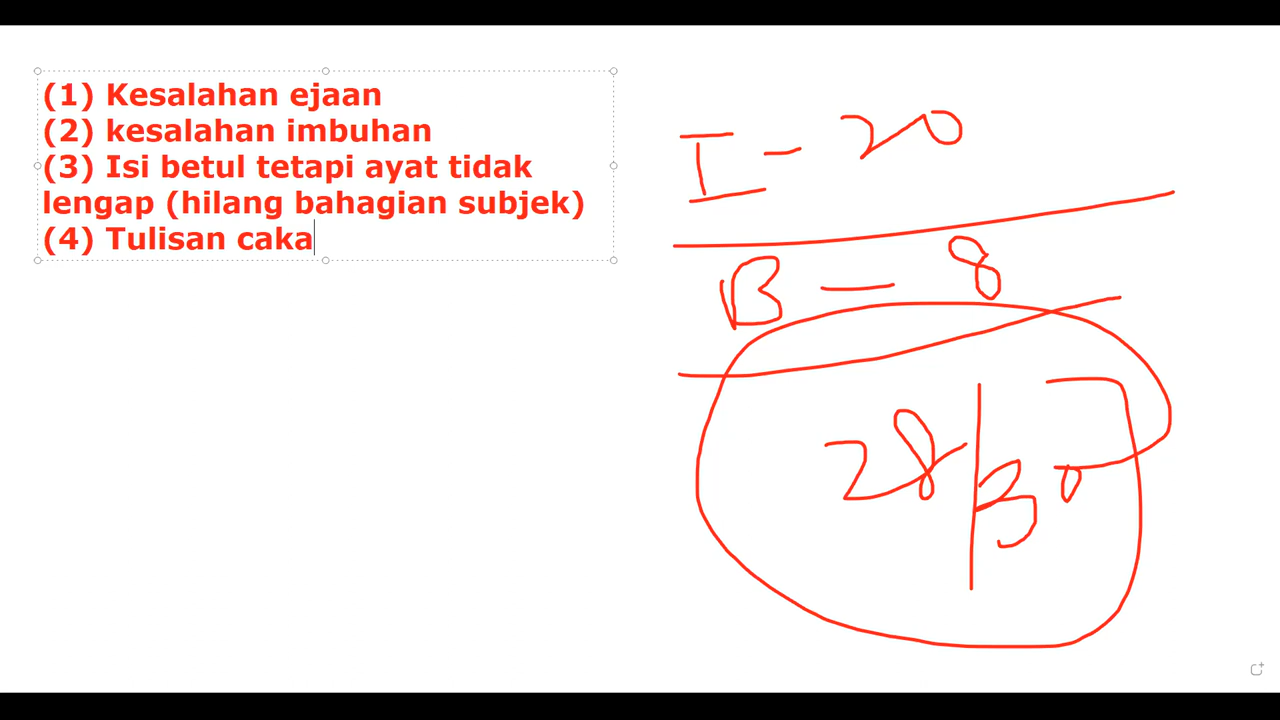 (1) Kesalahan ejaan
(2) kesalahan imbuhan
(3) Isi betul tetapi ayat tidak
lengap (hilang bahagian subjek)
(4) Tulisan caka
I - 20
B - 8
28/30